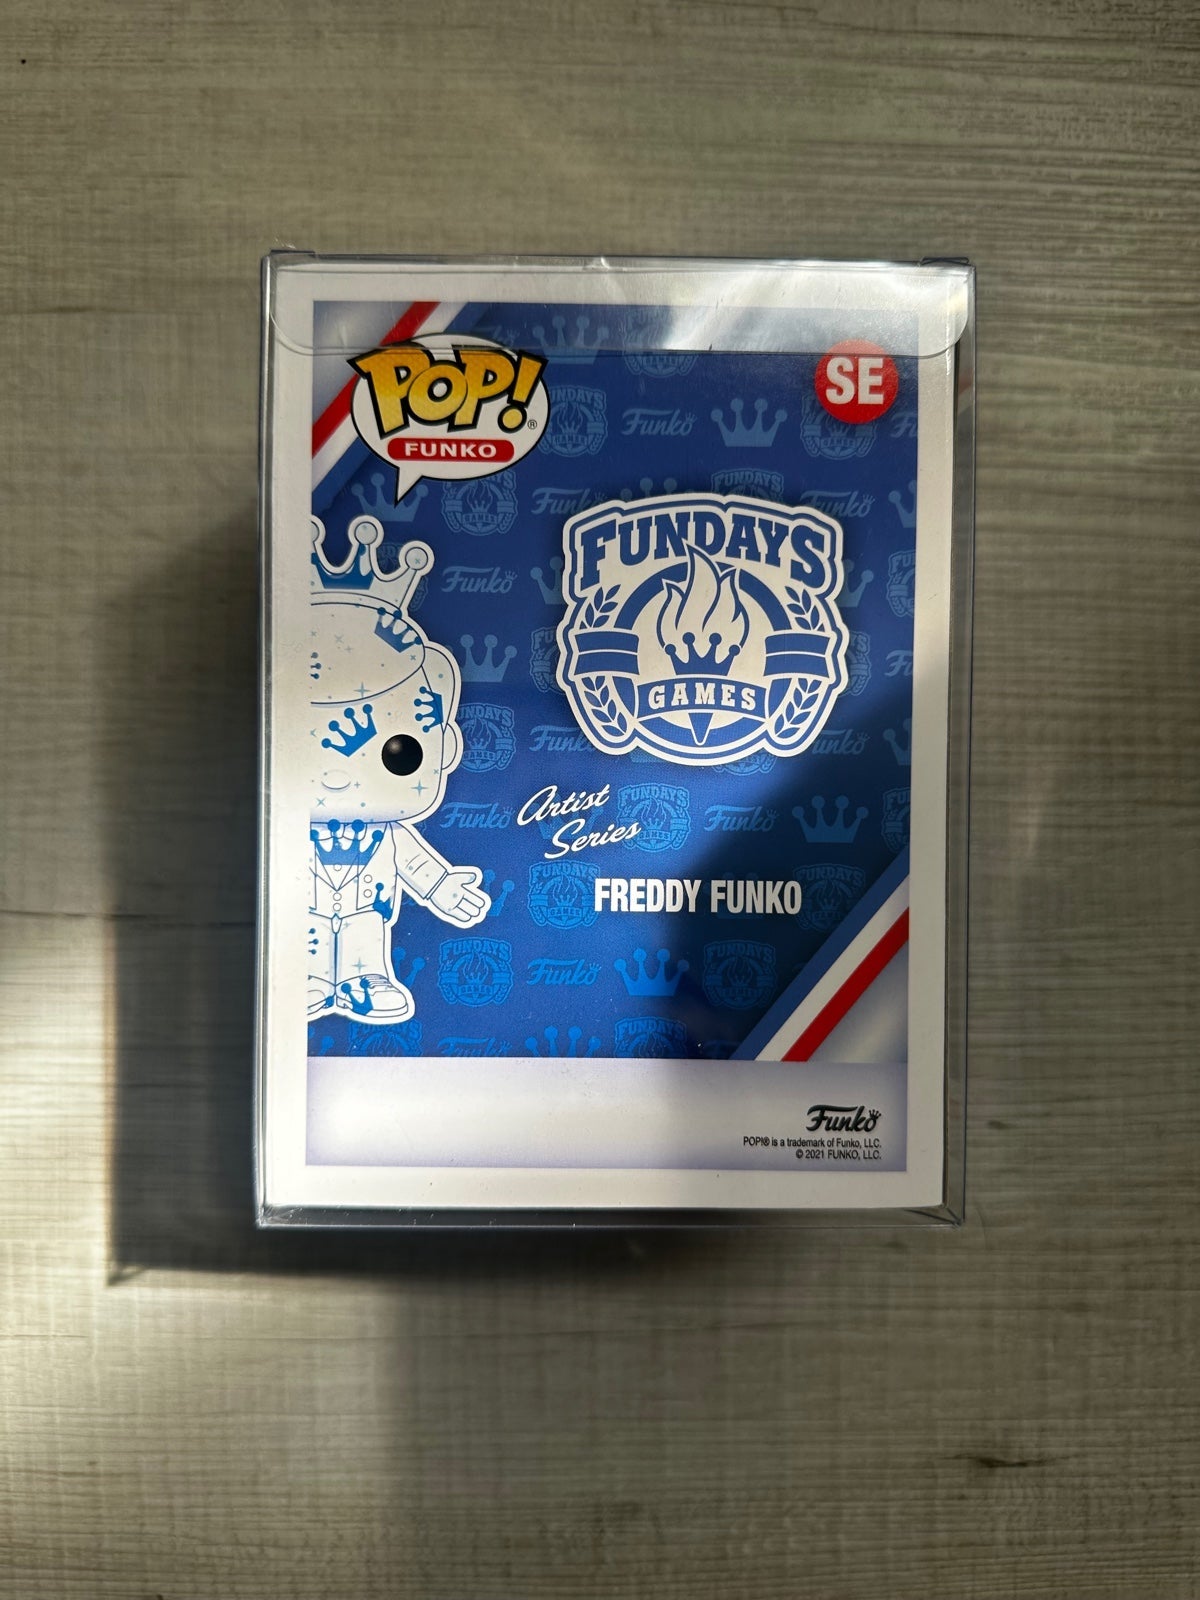 POP!®
FUNKO
SE
FUNDAYS
GAMES
Artist
Series
FREDDY FUNKO
Funko
POP!® is a trademark of Funko, LLC.
© 2021 FUNKO, LLC.